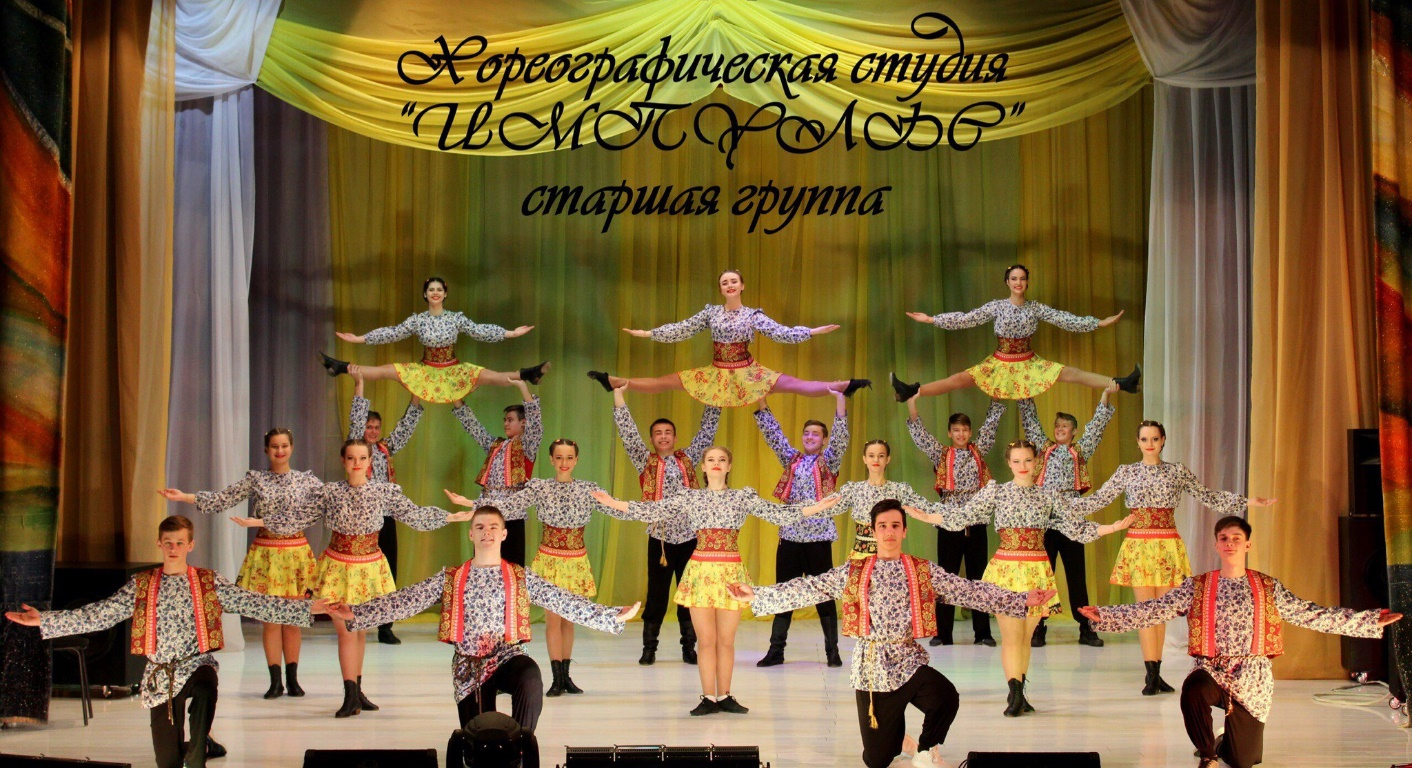 Хореографическая студия
"ИМПУЛЬС"
старшая группа